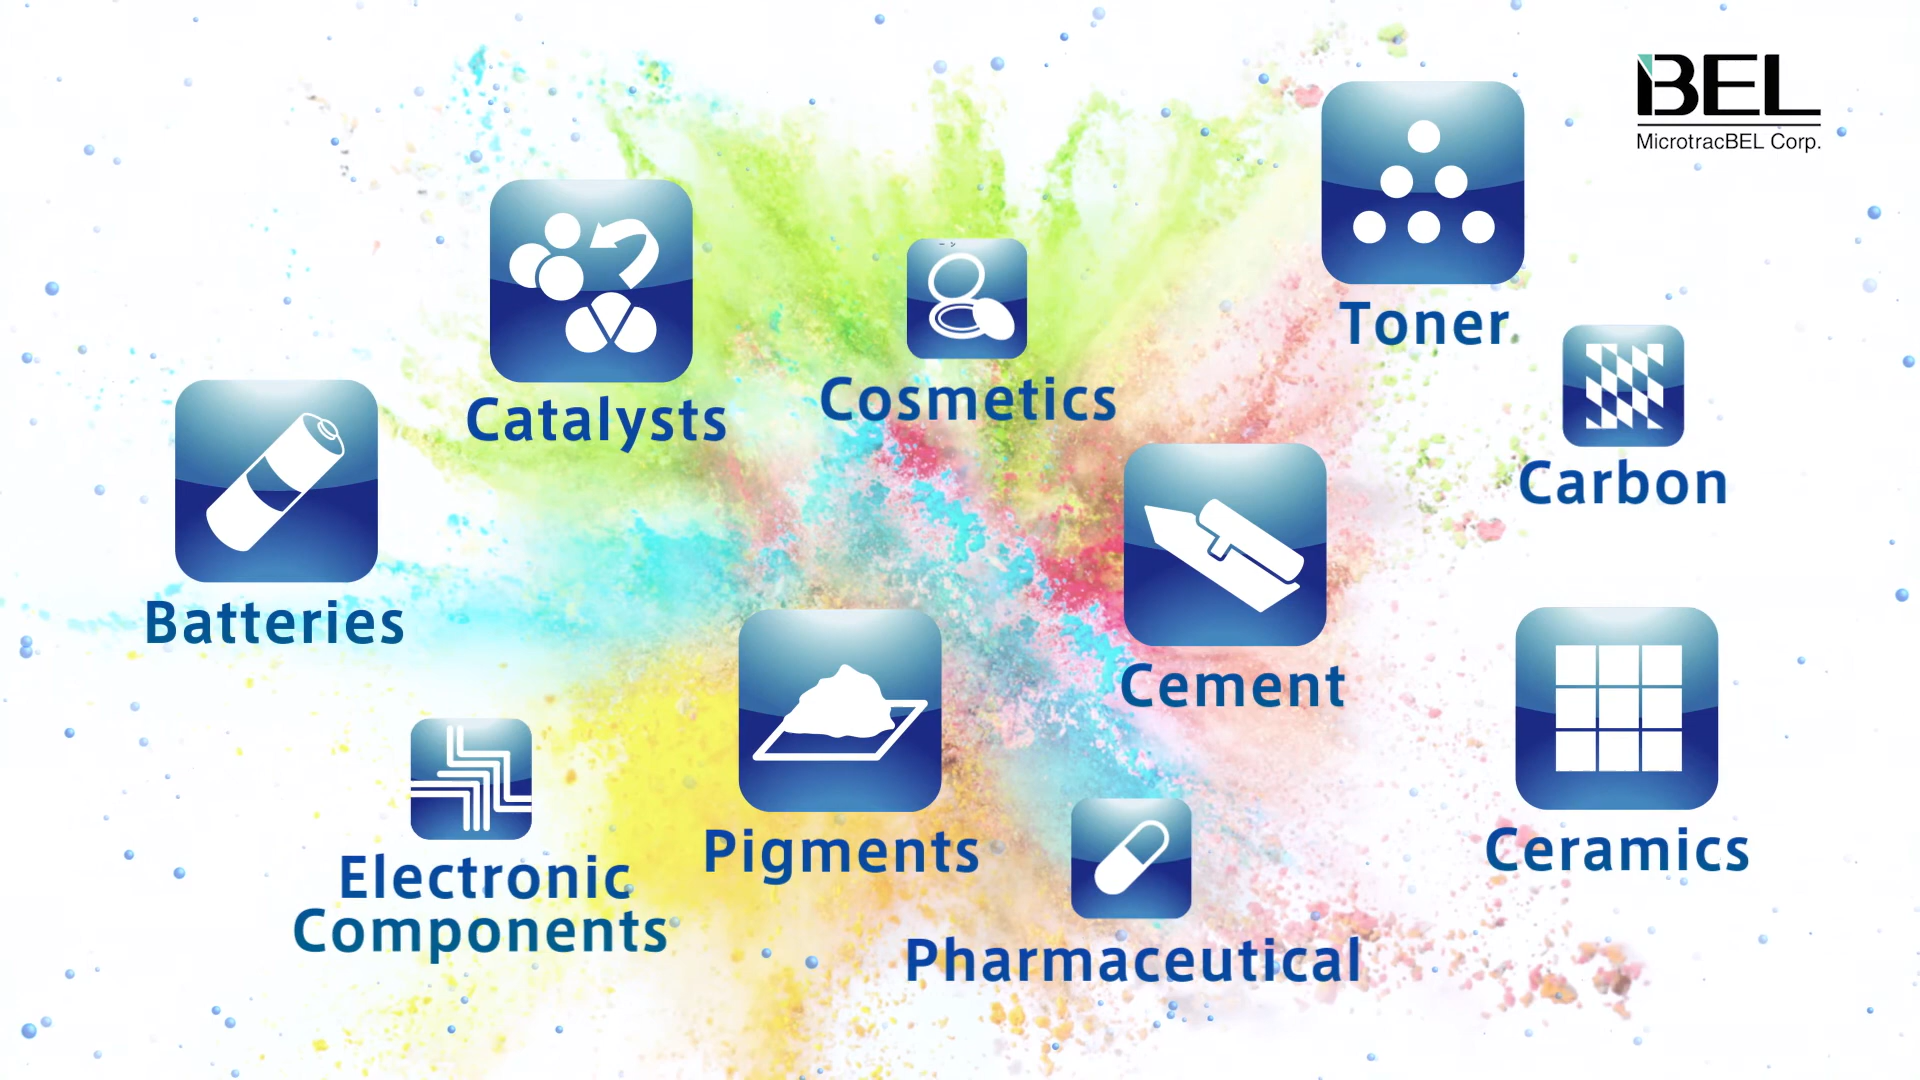 BEL
MicrotracBEL Corp.
Toner
Catalysts
Cosmetics
Carbon
Batteries
Cement
Pigments
Ceramics
Electronic
Components
Pharmaceutical